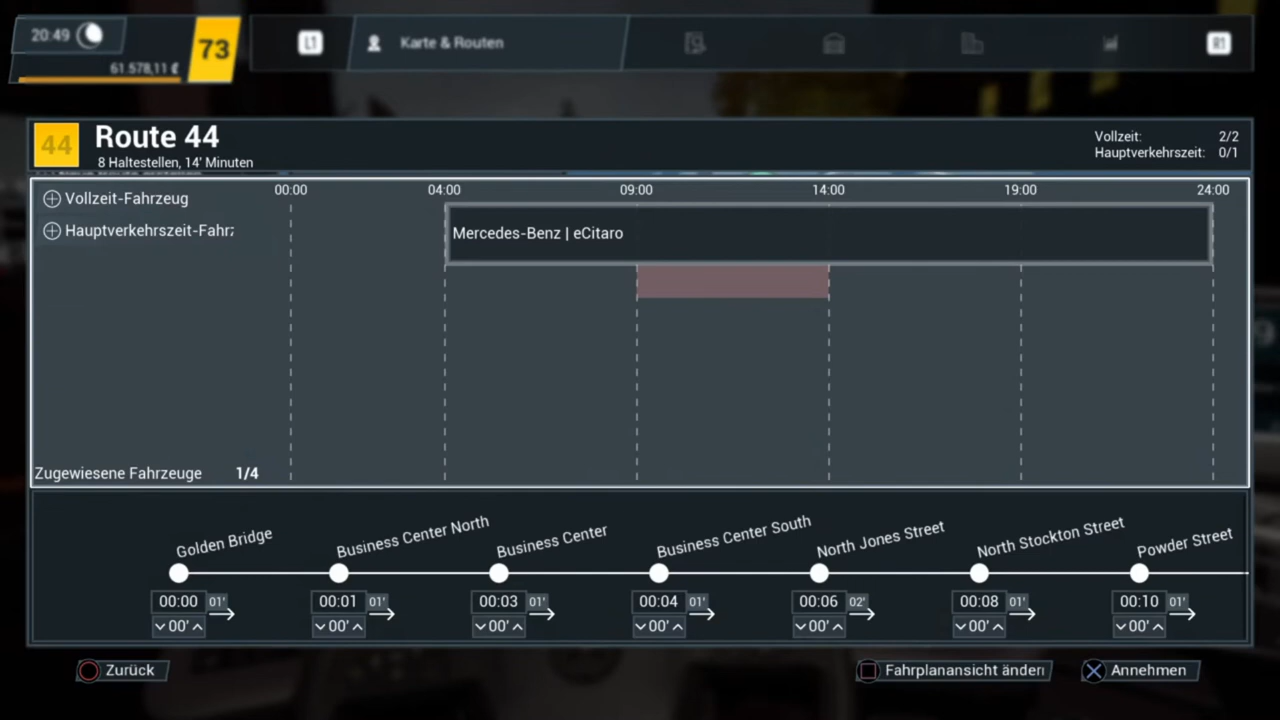 20:49
61.578,11 €
73
L1
Karte & Routen
R1
44
Route 44
8 Haltestellen, 14' Minuten
Vollzeit: 2/2
Hauptverkehrszeit: 0/1
Vollzeit-Fahrzeug
Hauptverkehrszeit-Fahrz
00:00 04:00 09:00 14:00 19:00 24:00
Mercedes-Benz | eCitaro
Zugewiesene Fahrzeuge 1/4
Golden Bridge
Business Center North
Business Center
Business Center South
North Jones Street
North Stockton Street
Powder Street
00:00 01' 00:01 01' 00:03 01' 00:04 01' 00:06 02' 00:08 01' 00:10 01'
00' 00' 00' 00' 00' 00' 00'
Zurück
Fahrplanansicht ändern
Annehmen